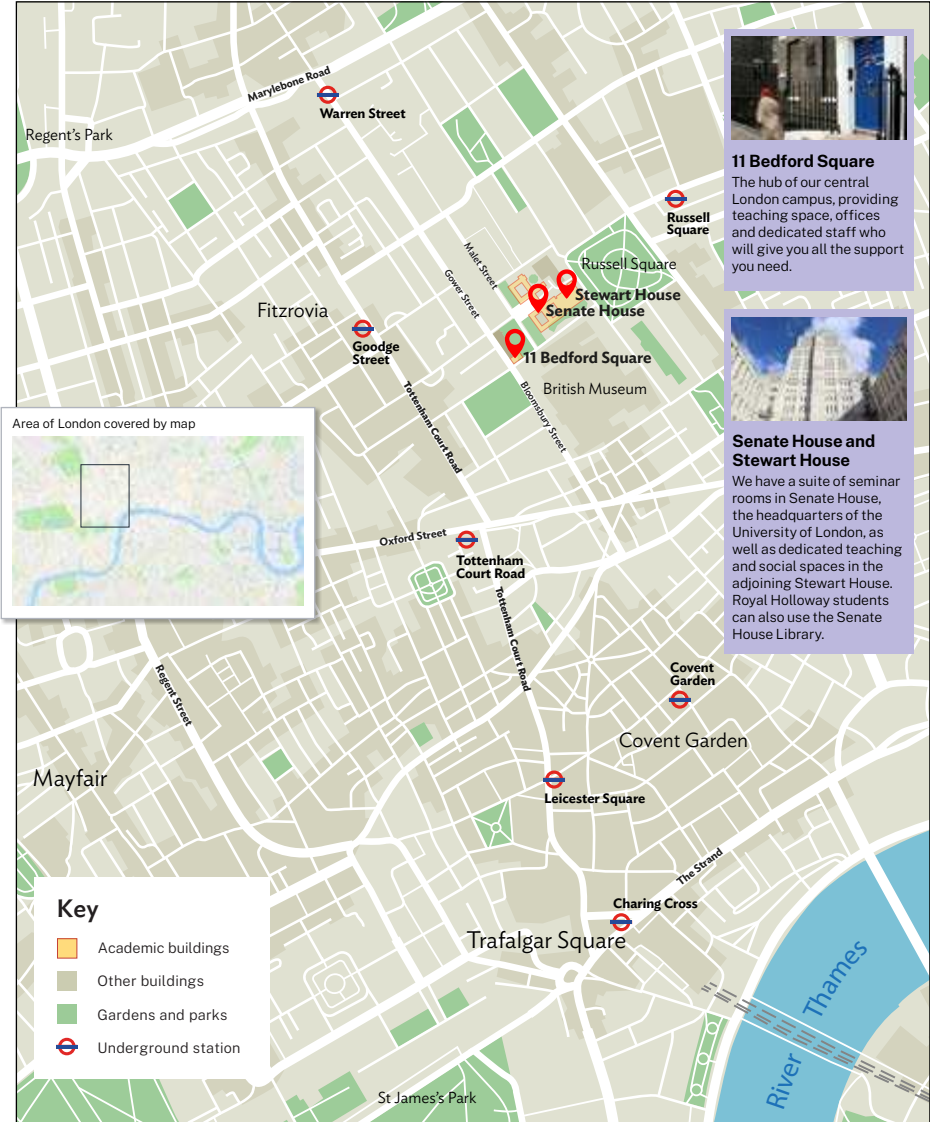 Marylebone Road
Warren Street
Regent's Park
Russell
Square
Malet Street
Gower Street
Russell Square
Stewart House
Senate House
Fitzrovia
Goodge
Street
11 Bedford Square
British Museum
Tottenham Court Road
Bloomsbury Street
Area of London covered by map
Oxford Street
Tottenham
Court Road
Tottenham Court Road
Regent Street
Covent
Garden
Covent Garden
Mayfair
Leicester Square
The Strand
Charing Cross
Trafalgar Square
River Thames
St James's Park
Key
Academic buildings
Other buildings
Gardens and parks
Underground station
11 Bedford Square
The hub of our central
London campus, providing
teaching space, offices
and dedicated staff who
will give you all the support
you need.
Senate House and
Stewart House
We have a suite of seminar
rooms in Senate House,
the headquarters of the
University of London, as
well as dedicated teaching
and social spaces in the
adjoining Stewart House.
Royal Holloway students
can also use the Senate
House Library.